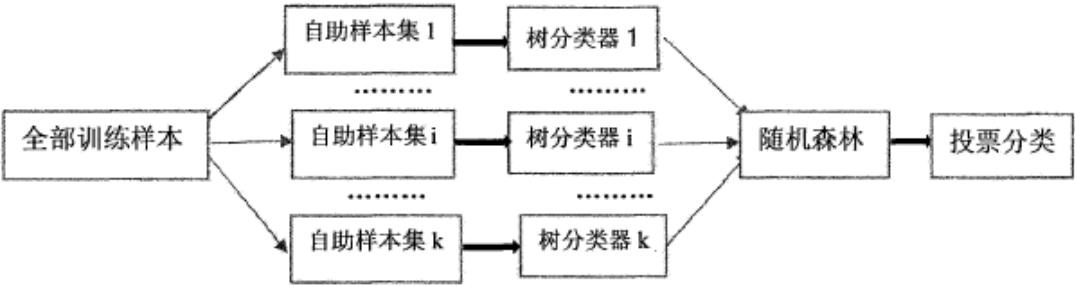 自助样本集 1
树分类器 1
………
………
全部训练样本
自助样本集 i
树分类器 i
随机森林
投票分类
………
………
自助样本集 k
树分类器 k